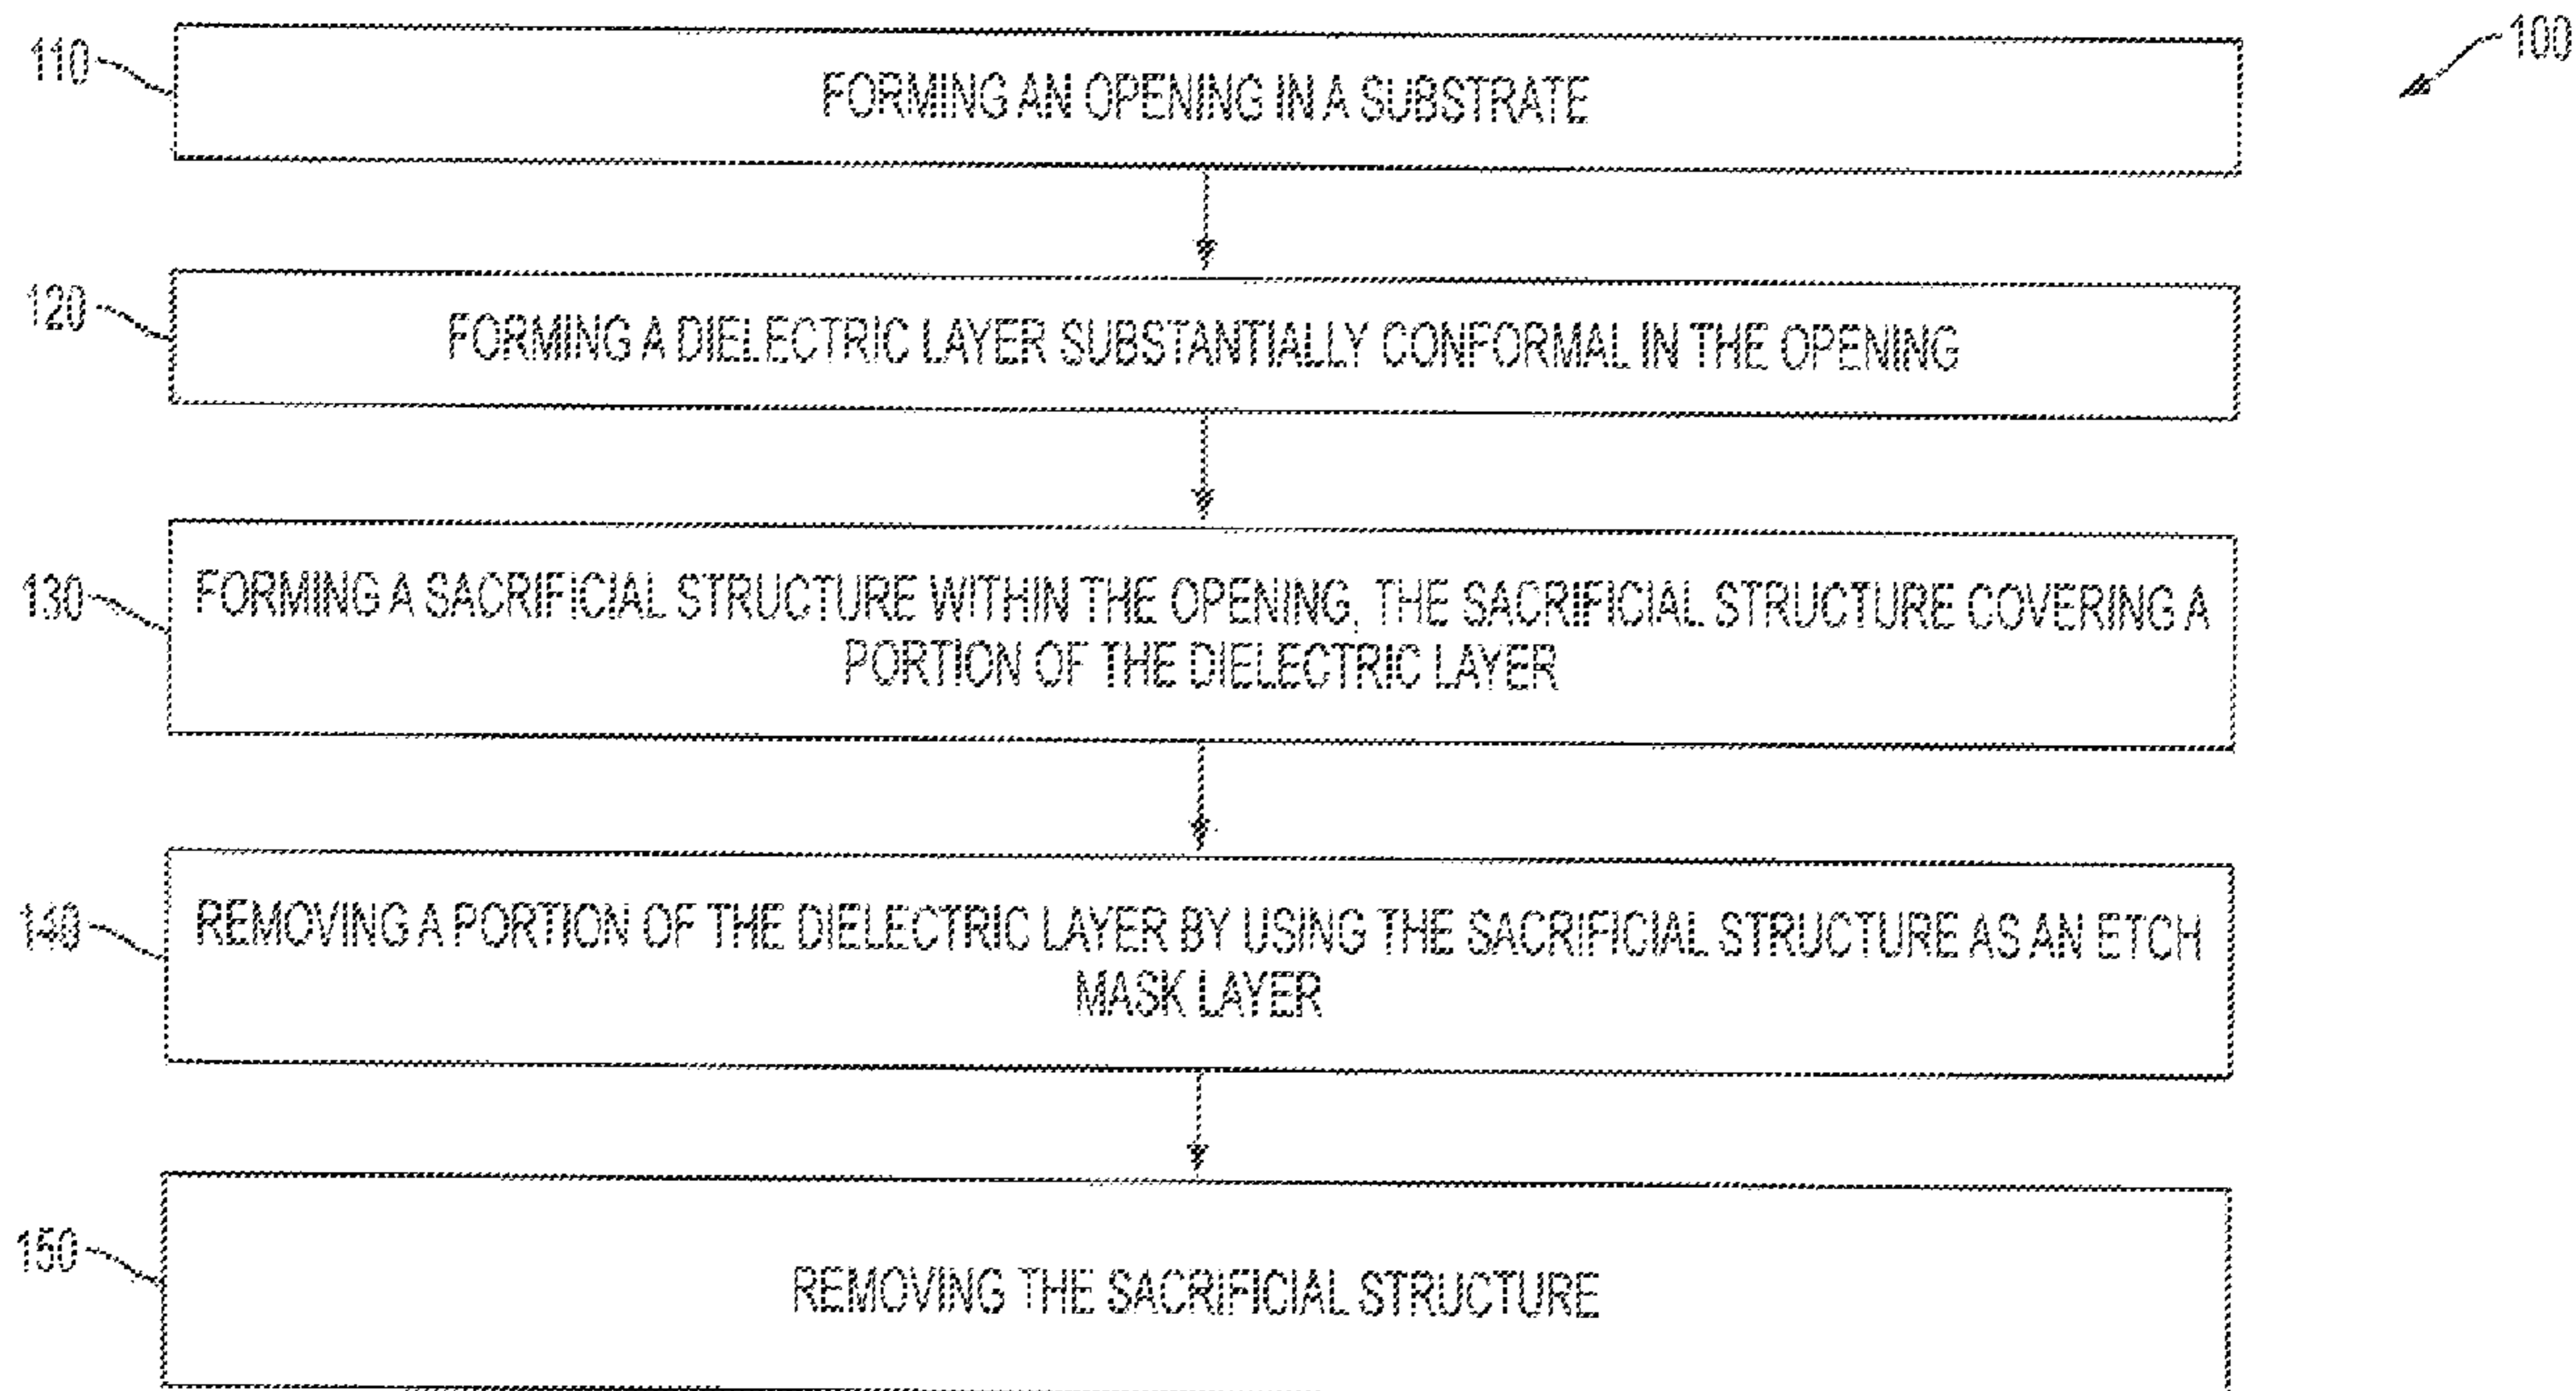 100
110
FORMING AN OPENING IN A SUBSTRATE
120
FORMING A DIELECTRIC LAYER SUBSTANTIALLY CONFORMAL IN THE OPENING
130
FORMING A SACRIFICIAL STRUCTURE WITHIN THE OPENING, THE SACRIFICIAL STRUCTURE COVERING A
PORTION OF THE DIELECTRIC LAYER
140
REMOVING A PORTION OF THE DIELECTRIC LAYER BY USING THE SACRIFICIAL STRUCTURE AS AN ETCH
MASK LAYER
150
REMOVING THE SACRIFICIAL STRUCTURE